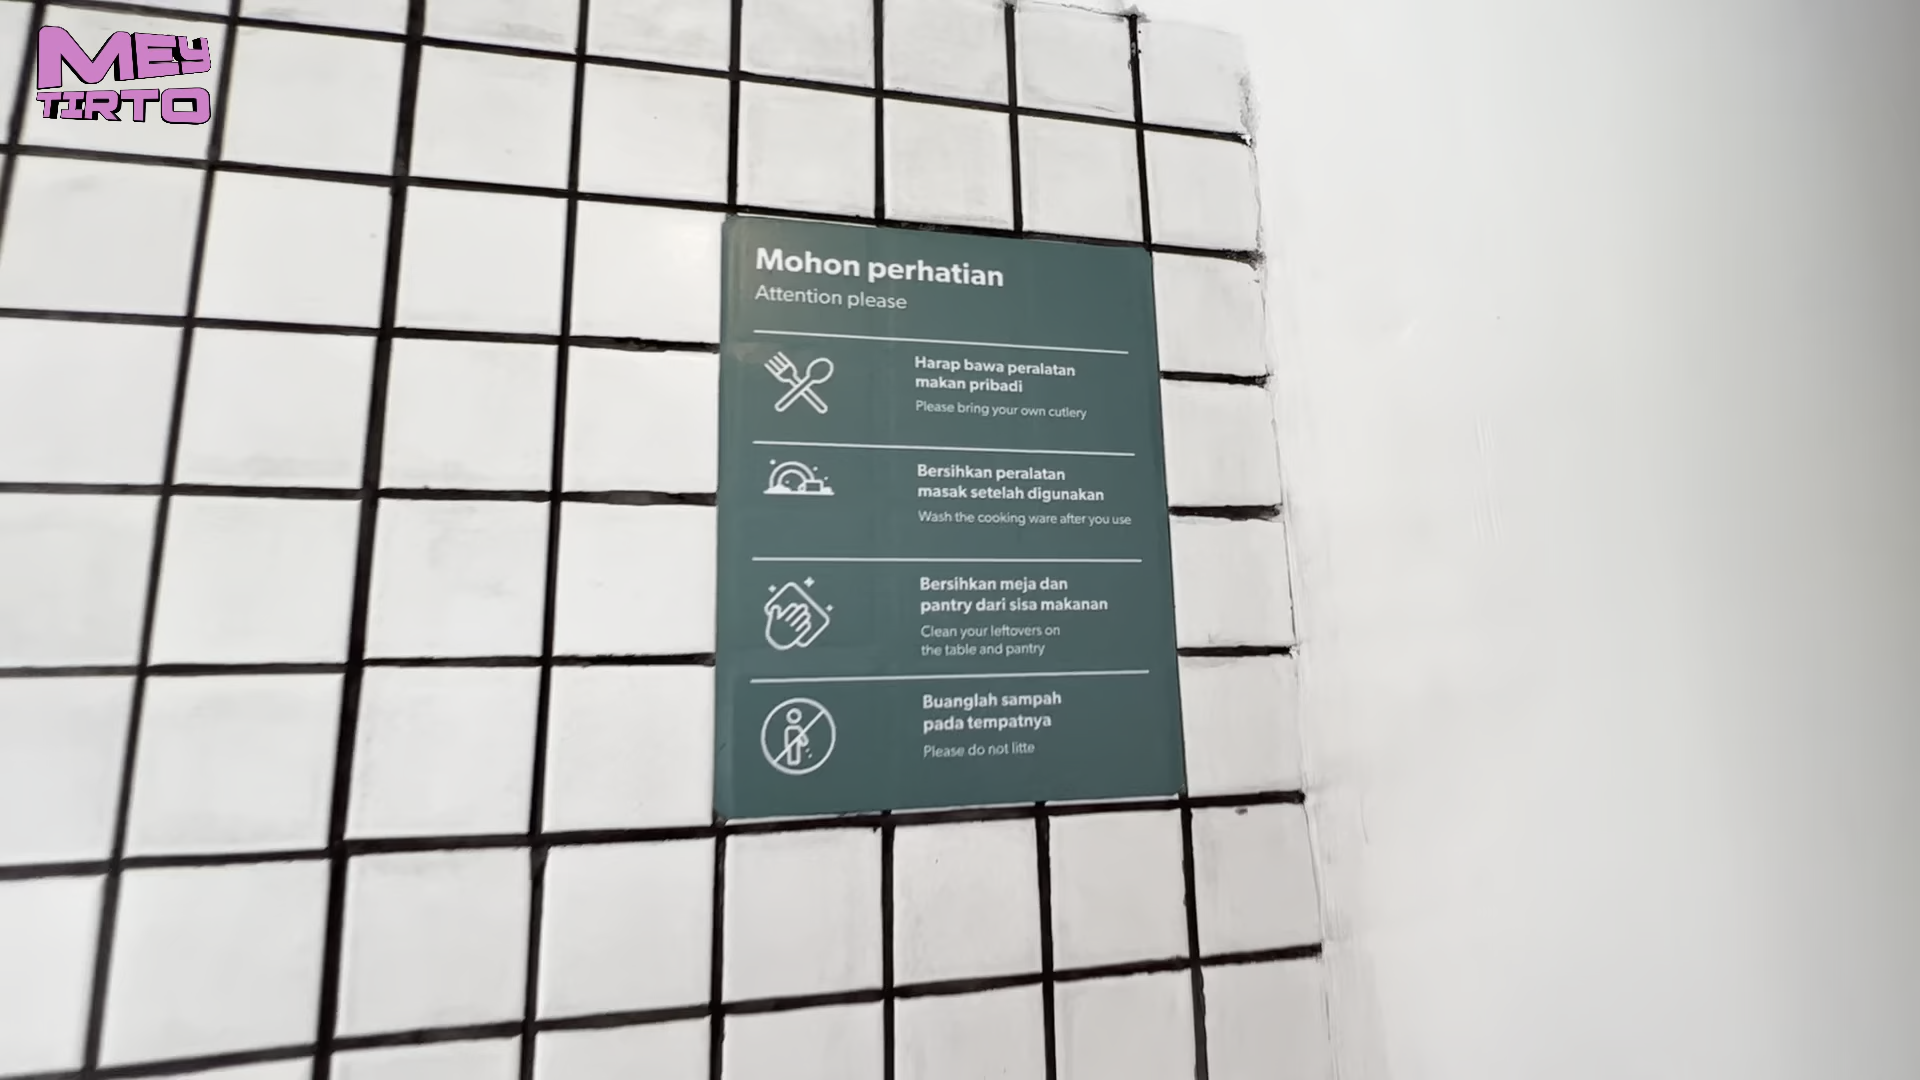 MEY
TIRTO
Mohon perhatian
Attention please
Harap bawa peralatan
makan pribadi
Please bring your own cutlery
Bersihkan peralatan
masak setelah digunakan
Wash the cooking ware after you use
Bersihkan meja dan
pantry dari sisa makanan
Clean your leftovers on
the table and pantry
Buanglah sampah
pada tempatnya
Please do not litte